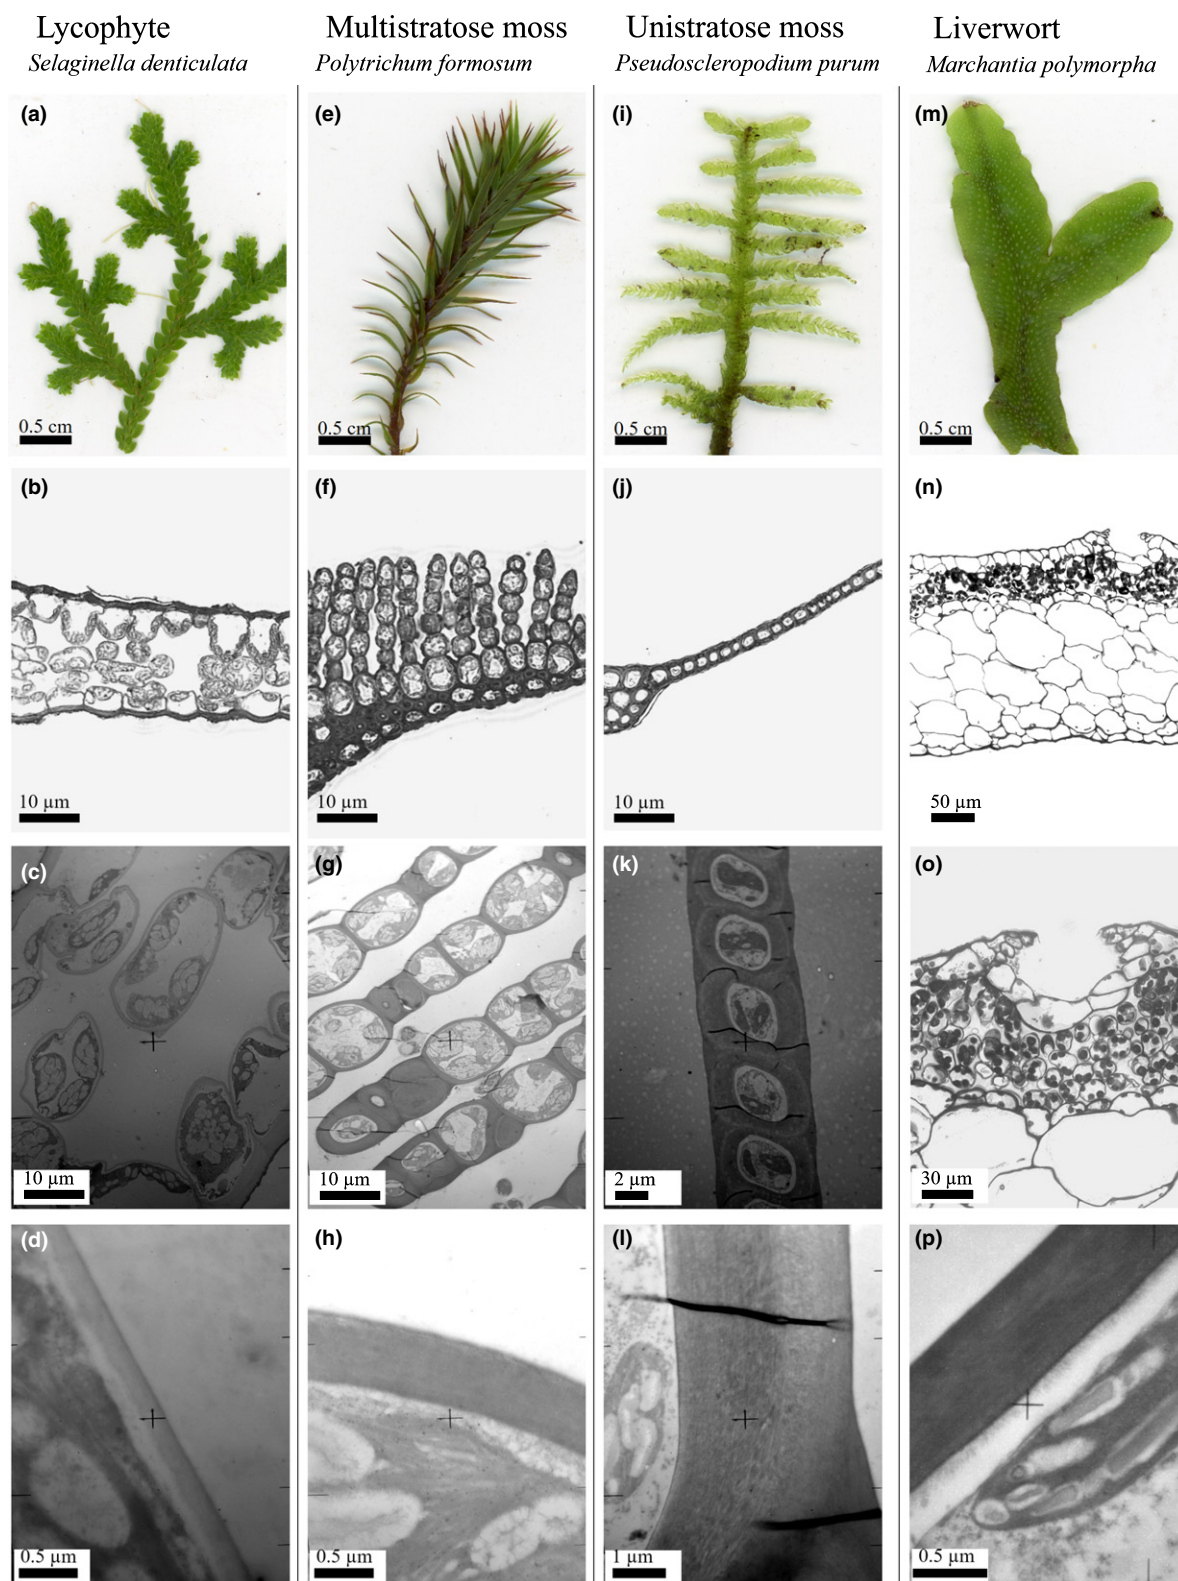 Lycophyte
Selaginella denticulata
Multistratose moss
Polytrichum formosum
Unistratose moss
Pseudoscleropodium purum
Liverwort
Marchantia polymorpha
(a)
0.5 cm
(e)
0.5 cm
(i)
0.5 cm
(m)
0.5 cm
(b)
10 µm
(f)
10 µm
(j)
10 µm
(n)
50 µm
(c)
10 µm
(g)
10 µm
(k)
2 µm
(o)
30 µm
(d)
0.5 µm
(h)
0.5 µm
(l)
1 µm
(p)
0.5 µm